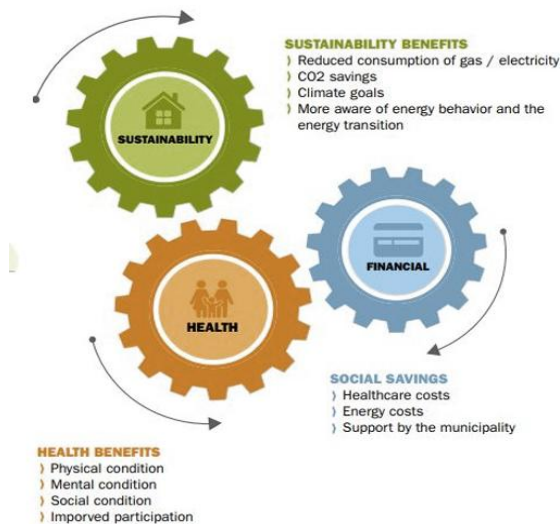 SUSTAINABILITY BENEFITS
⟩ Reduced consumption of gas / electricity
⟩ CO2 savings
⟩ Climate goals
⟩ More aware of energy behavior and the
energy transition
SUSTAINABILITY
FINANCIAL
HEALTH
SOCIAL SAVINGS
⟩ Healthcare costs
⟩ Energy costs
⟩ Support by the municipality
HEALTH BENEFITS
⟩ Physical condition
⟩ Mental condition
⟩ Social condition
⟩ Imporved participation